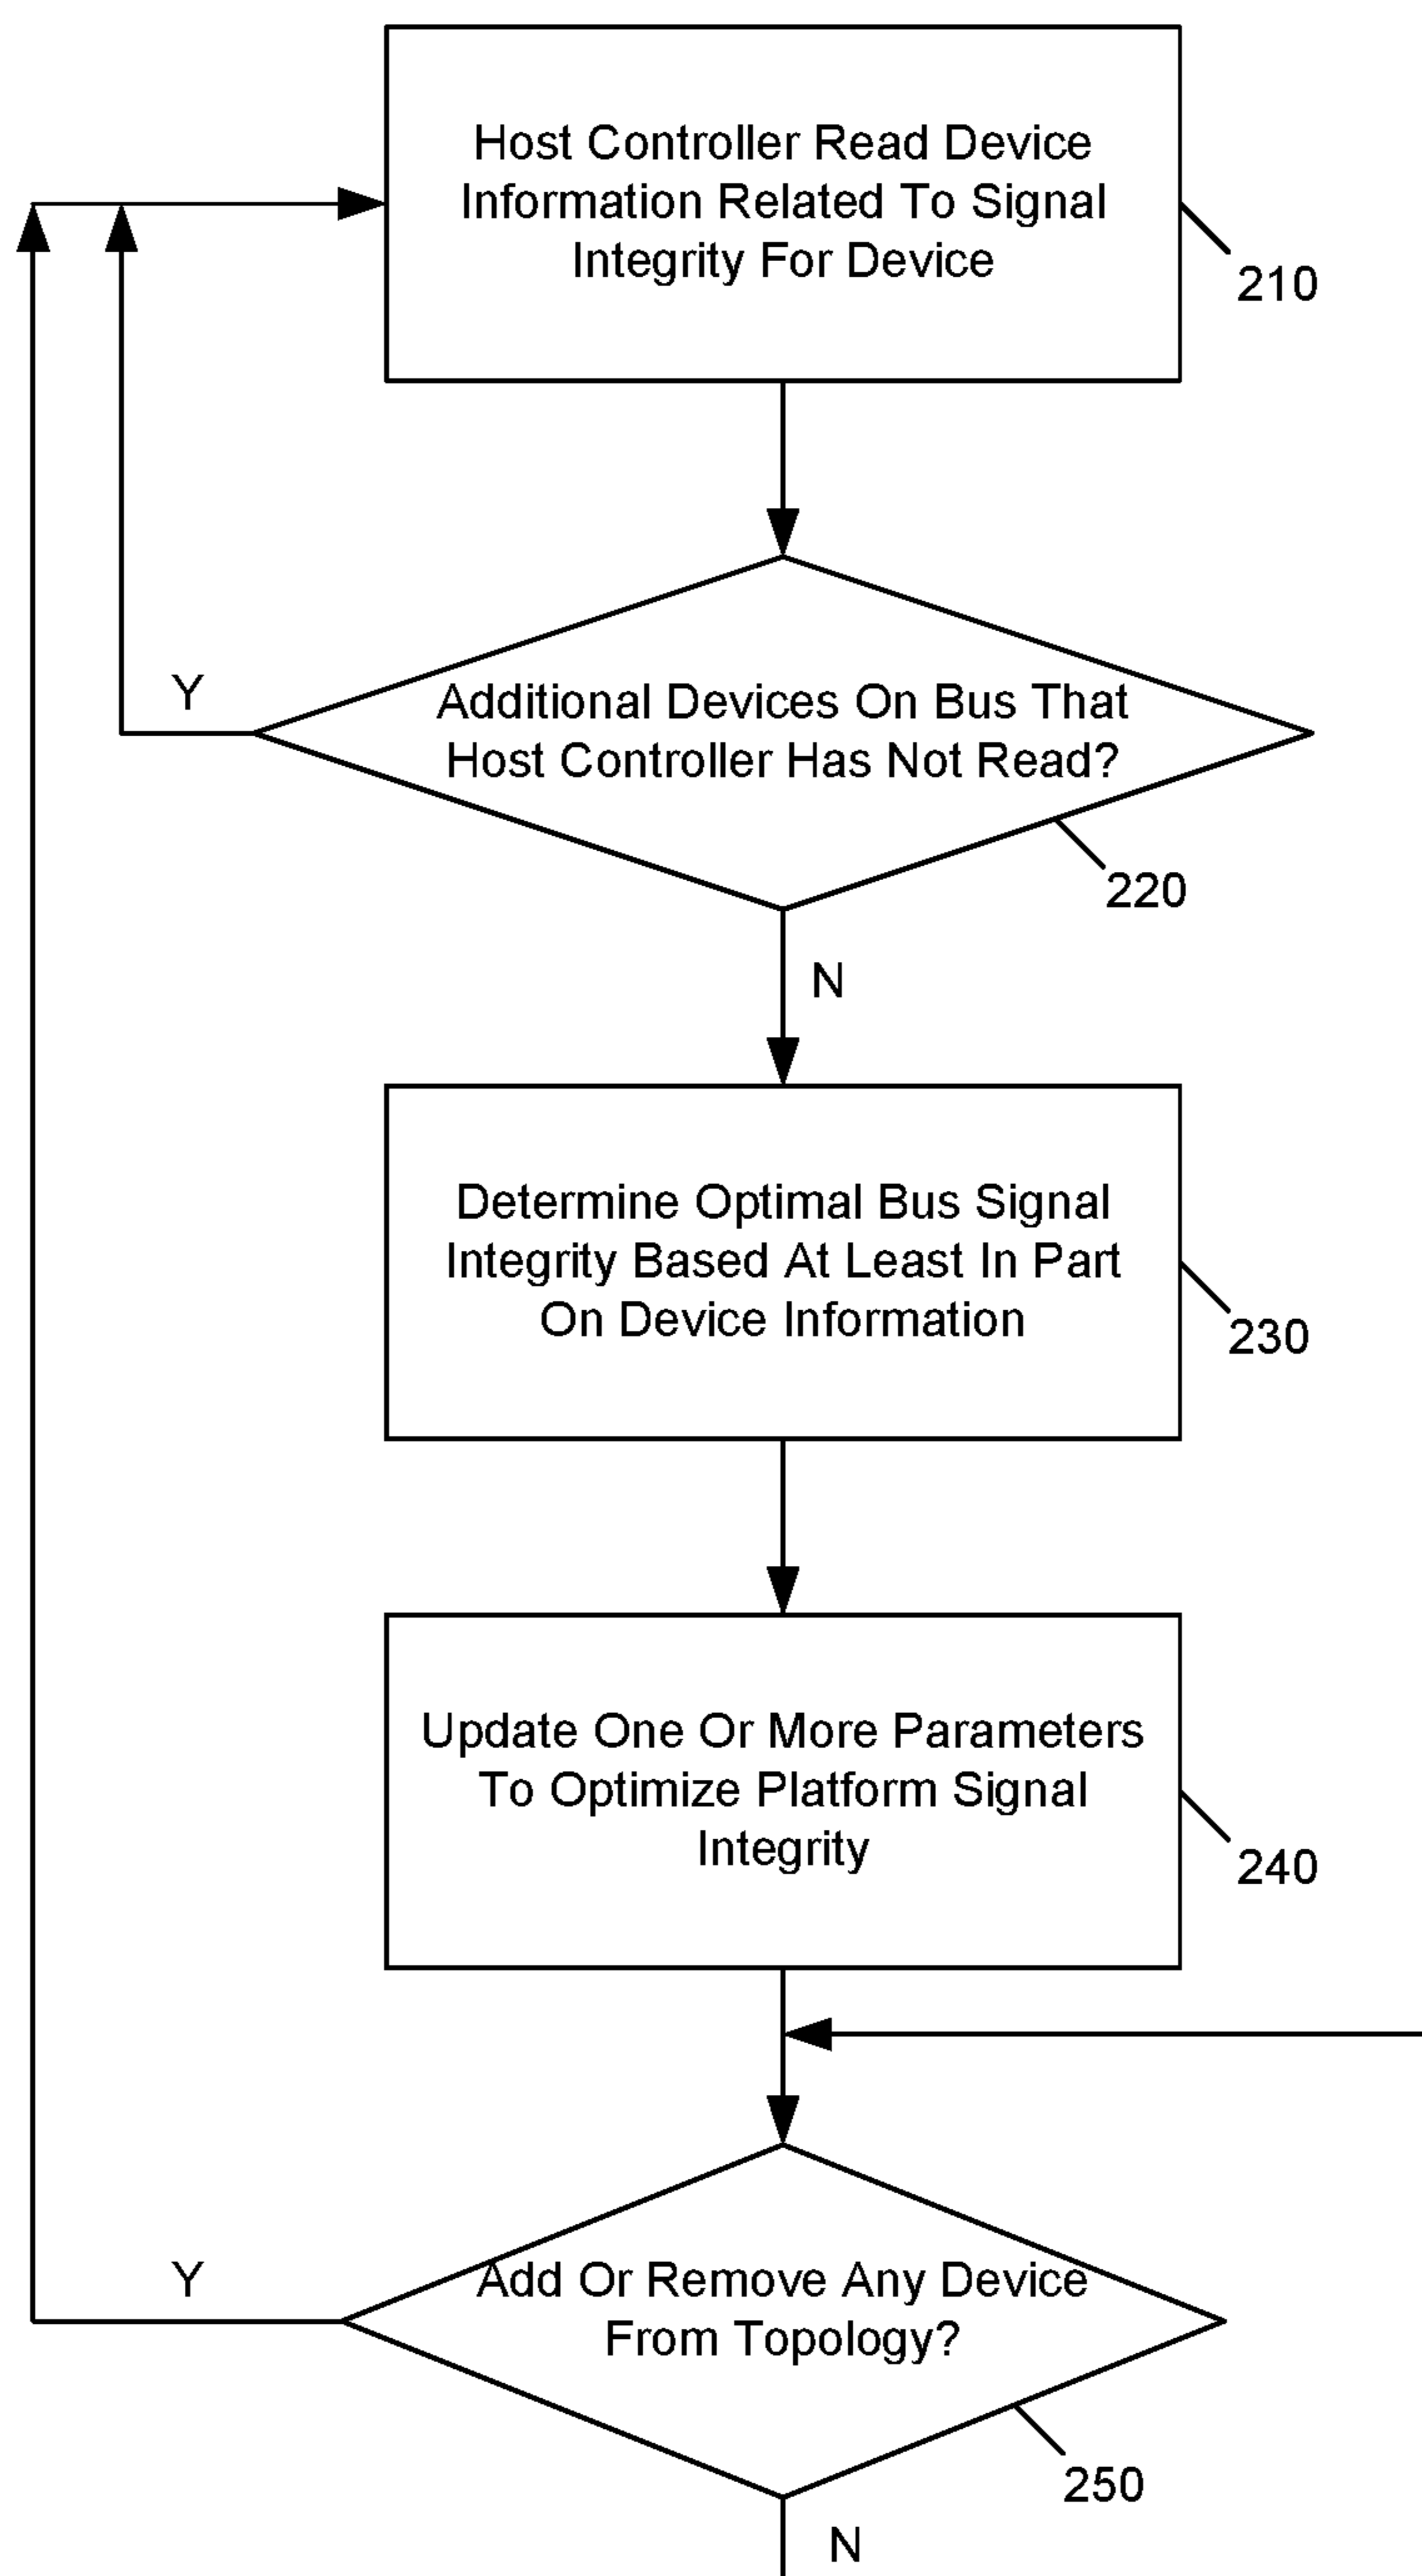 Host Controller Read Device
Information Related To Signal
Integrity For Device
210
Y
Additional Devices On Bus That
Host Controller Has Not Read?
220
N
Determine Optimal Bus Signal
Integrity Based At Least In Part
On Device Information
230
Update One Or More Parameters
To Optimize Platform Signal
Integrity
240
Y
Add Or Remove Any Device
From Topology?
250
N